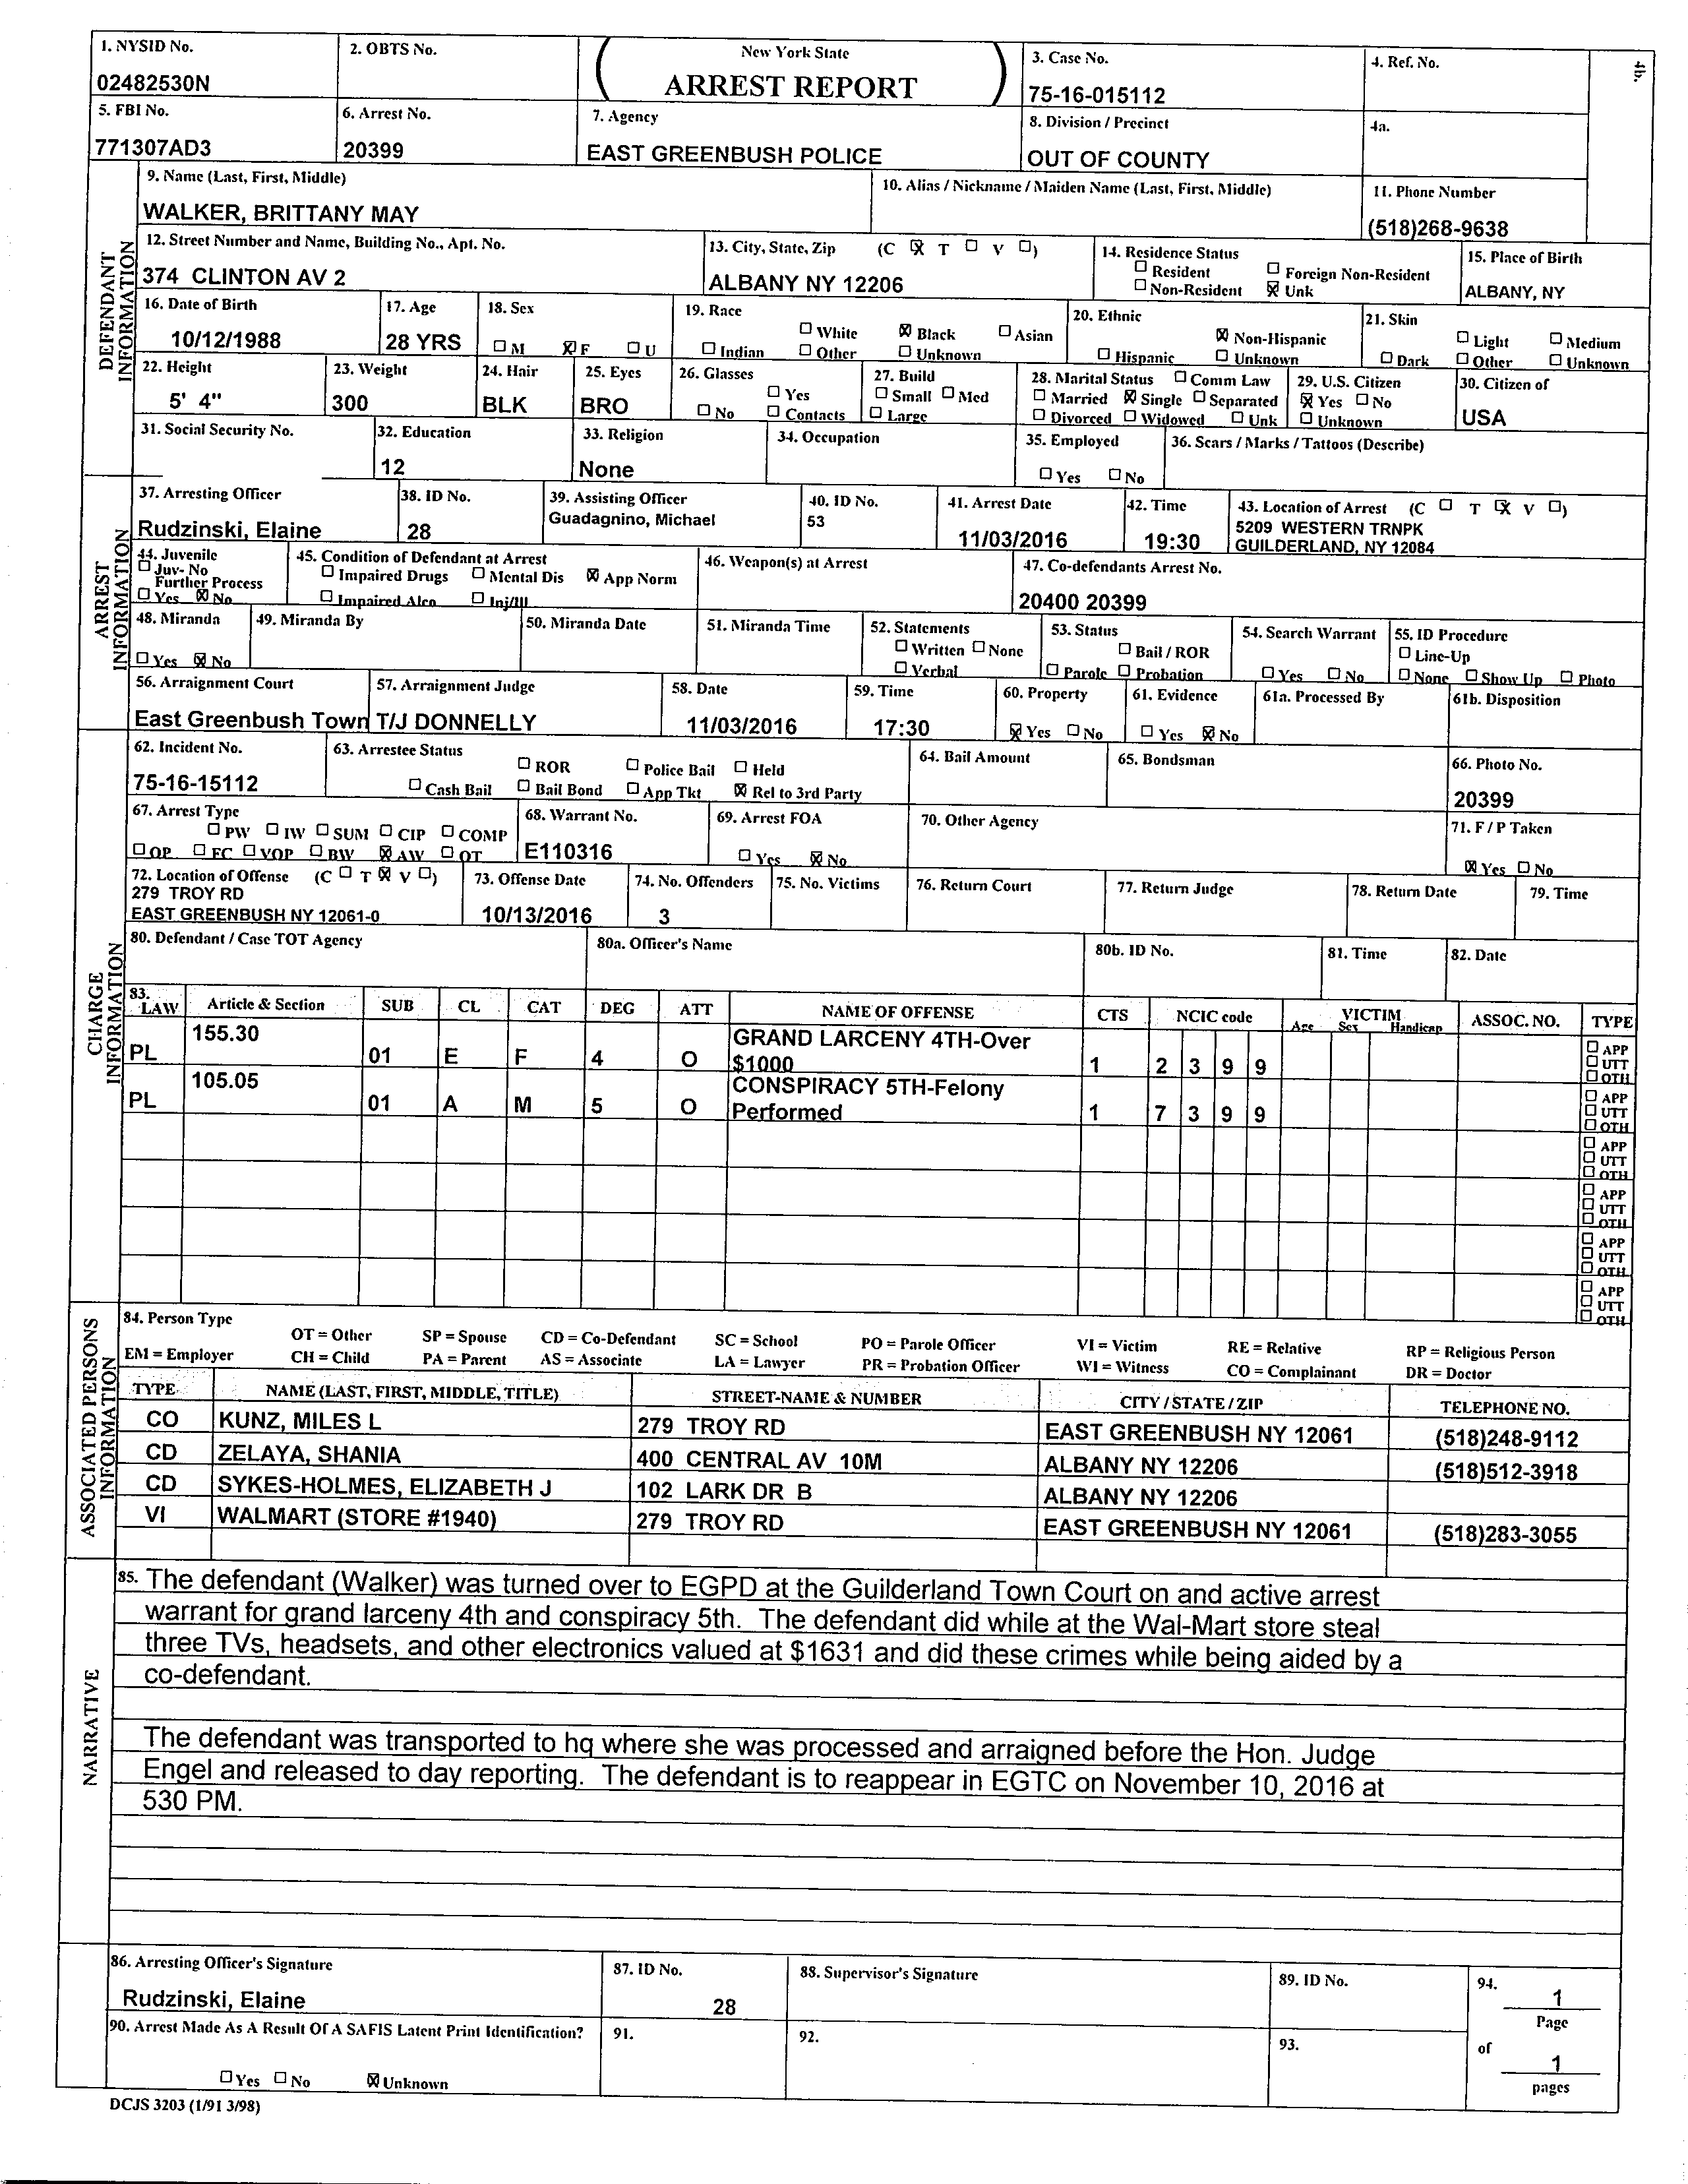 1. NYSID No.
02482530N
2. OBTS No.
New York State
ARREST REPORT
3. Case No.
75-16-015112
4. Ref. No.
4b.
5. FBI No.
771307AD3
6. Arrest No.
20399
7. Agency
EAST GREENBUSH POLICE
8. Division / Precinct
OUT OF COUNTY
4a.
DEFENDANT INFORMATION
9. Name (Last, First, Middle)
WALKER, BRITTANY MAY
10. Alias / Nickname / Maiden Name (Last, First, Middle)
11. Phone Number
(518)268-9638
12. Street Number and Name, Building No., Apt. No.
374 CLINTON AV 2
13. City, State, Zip (C ☒ T ☐ V ☐)
ALBANY NY 12206
14. Residence Status
☐ Resident ☐ Foreign Non-Resident
☐ Non-Resident ☒ Unk
15. Place of Birth
ALBANY, NY
16. Date of Birth
10/12/1988
17. Age
28 YRS
18. Sex
☐ M ☒ F ☐ U
19. Race
☐ White ☒ Black ☐ Asian
☐ Indian ☐ Other ☐ Unknown
20. Ethnic
☒ Non-Hispanic
☐ Hispanic ☐ Unknown
21. Skin
☐ Light ☐ Medium
☐ Dark ☐ Other ☐ Unknown
22. Height
5' 4"
23. Weight
300
24. Hair
BLK
25. Eyes
BRO
26. Glasses
☐ Yes
☐ No ☐ Contacts
27. Build
☐ Small ☐ Med
☐ Large
28. Marital Status ☐ Comm Law
☐ Married ☒ Single ☐ Separated
☐ Divorced ☐ Widowed ☐ Unk
29. U.S. Citizen
☒ Yes ☐ No
☐ Unknown
30. Citizen of
USA
31. Social Security No.
32. Education
12
33. Religion
None
34. Occupation
35. Employed
☐ Yes ☐ No
36. Scars / Marks / Tattoos (Describe)
ARREST INFORMATION
37. Arresting Officer
Rudzinski, Elaine
38. ID No.
28
39. Assisting Officer
Guadagnino, Michael
40. ID No.
53
41. Arrest Date
11/03/2016
42. Time
19:30
43. Location of Arrest (C ☐ T ☒ V ☐)
5209 WESTERN TRNPK
GUILDERLAND, NY 12084
44. Juvenile
☐ Juv- No
Further Process
☐ Yes ☒ No
45. Condition of Defendant at Arrest
☐ Impaired Drugs ☐ Mental Dis ☒ App Norm
☐ Impaired Alco ☐ Inj/Ill
46. Weapon(s) at Arrest
47. Co-defendants Arrest No.
20400 20399
48. Miranda
☐ Yes ☒ No
49. Miranda By
50. Miranda Date
51. Miranda Time
52. Statements
☐ Written ☐ None
☐ Verbal
53. Status
☐ Bail / ROR
☐ Parole ☐ Probation
54. Search Warrant
☐ Yes ☐ No
55. ID Procedure
☐ Line-Up
☐ None ☐ Show Up ☐ Photo
56. Arraignment Court
East Greenbush Town
57. Arraignment Judge
T/J DONNELLY
58. Date
11/03/2016
59. Time
17:30
60. Property
☒ Yes ☐ No
61. Evidence
☐ Yes ☒ No
61a. Processed By
61b. Disposition
CHARGE INFORMATION
62. Incident No.
75-16-15112
63. Arrestee Status
☐ ROR ☐ Police Bail ☐ Held
☐ Cash Bail ☐ Bail Bond ☐ App Tkt ☒ Rel to 3rd Party
64. Bail Amount
65. Bondsman
66. Photo No.
20399
67. Arrest Type
☐ PW ☐ IW ☐ SUM ☐ CIP ☐ COMP
☐ OP ☐ FC ☐ VOP ☐ BW ☒ AW ☐ OT
68. Warrant No.
E110316
69. Arrest FOA
☐ Yes ☒ No
70. Other Agency
71. F / P Taken
☒ Yes ☐ No
72. Location of Offense (C ☐ T ☒ V ☐)
279 TROY RD
EAST GREENBUSH NY 12061-0
73. Offense Date
10/13/2016
74. No. Offenders
3
75. No. Victims
76. Return Court
77. Return Judge
78. Return Date
79. Time
80. Defendant / Case TOT Agency
80a. Officer's Name
80b. ID No.
81. Time
82. Date
83. LAW Article & Section SUB CL CAT DEG ATT NAME OF OFFENSE CTS NCIC code VICTIM Age Sex Handicap ASSOC. NO. TYPE
PL 155.30 01 E F 4 O GRAND LARCENY 4TH-Over $1000 1 2 3 9 9 ☐ APP ☐ UTT ☐ OTH
PL 105.05 01 A M 5 O CONSPIRACY 5TH-Felony Performed 1 7 3 9 9 ☐ APP ☐ UTT ☐ OTH
☐ APP ☐ UTT ☐ OTH
☐ APP ☐ UTT ☐ OTH
☐ APP ☐ UTT ☐ OTH
☐ APP ☐ UTT ☐ OTH
ASSOCIATED PERSONS INFORMATION
84. Person Type
OT = Other SP = Spouse CD = Co-Defendant SC = School PO = Parole Officer VI = Victim RE = Relative RP = Religious Person
EM = Employer CH = Child PA = Parent AS = Associate LA = Lawyer PR = Probation Officer WI = Witness CO = Complainant DR = Doctor
TYPE NAME (LAST, FIRST, MIDDLE, TITLE) STREET-NAME & NUMBER CITY / STATE / ZIP TELEPHONE NO.
CO KUNZ, MILES L 279 TROY RD EAST GREENBUSH NY 12061 (518)248-9112
CD ZELAYA, SHANIA 400 CENTRAL AV 10M ALBANY NY 12206 (518)512-3918
CD SYKES-HOLMES, ELIZABETH J 102 LARK DR B ALBANY NY 12206
VI WALMART (STORE #1940) 279 TROY RD EAST GREENBUSH NY 12061 (518)283-3055
NARRATIVE
85. The defendant (Walker) was turned over to EGPD at the Guilderland Town Court on and active arrest
warrant for grand larceny 4th and conspiracy 5th. The defendant did while at the Wal-Mart store steal
three TVs, headsets, and other electronics valued at $1631 and did these crimes while being aided by a
co-defendant.
The defendant was transported to hq where she was processed and arraigned before the Hon. Judge
Engel and released to day reporting. The defendant is to reappear in EGTC on November 10, 2016 at
530 PM.
86. Arresting Officer's Signature
Rudzinski, Elaine
87. ID No.
28
88. Supervisor's Signature
89. ID No.
94.
1
Page
of
1
pages
90. Arrest Made As A Result Of A SAFIS Latent Print Identification?
☐ Yes ☐ No ☒ Unknown
91.
92.
93.
DCJS 3203 (1/91 3/98)